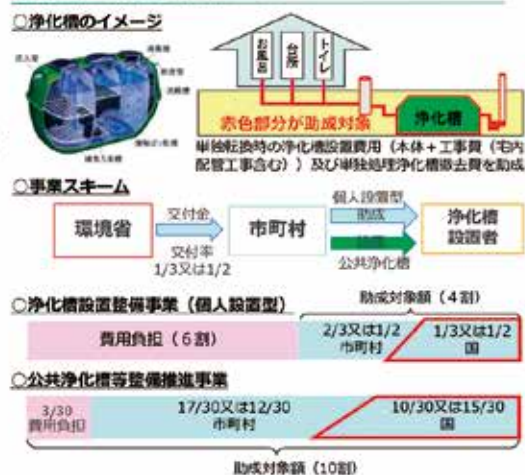 ○浄化槽のイメージ
お風呂
台所
トイレ
浄化槽
赤色部分が助成対象
単独転換時の浄化槽設置費用（本体＋工事費（宅内
配管工事含む））及び単独処理浄化槽撤去費を助成
○事業スキーム
環境省
交付金
交付率
1/3又は1/2
市町村
個人設置型
助成
公共浄化槽
浄化槽
設置者
○浄化槽設置整備事業（個人設置型）
助成対象額（４割）
費用負担（６割）
2/3又は1/2
市町村
1/3又は1/2
国
○公共浄化槽等整備推進事業
3/30
費用負担
17/30又は12/30
市町村
10/30又は15/30
国
助成対象額（10割）